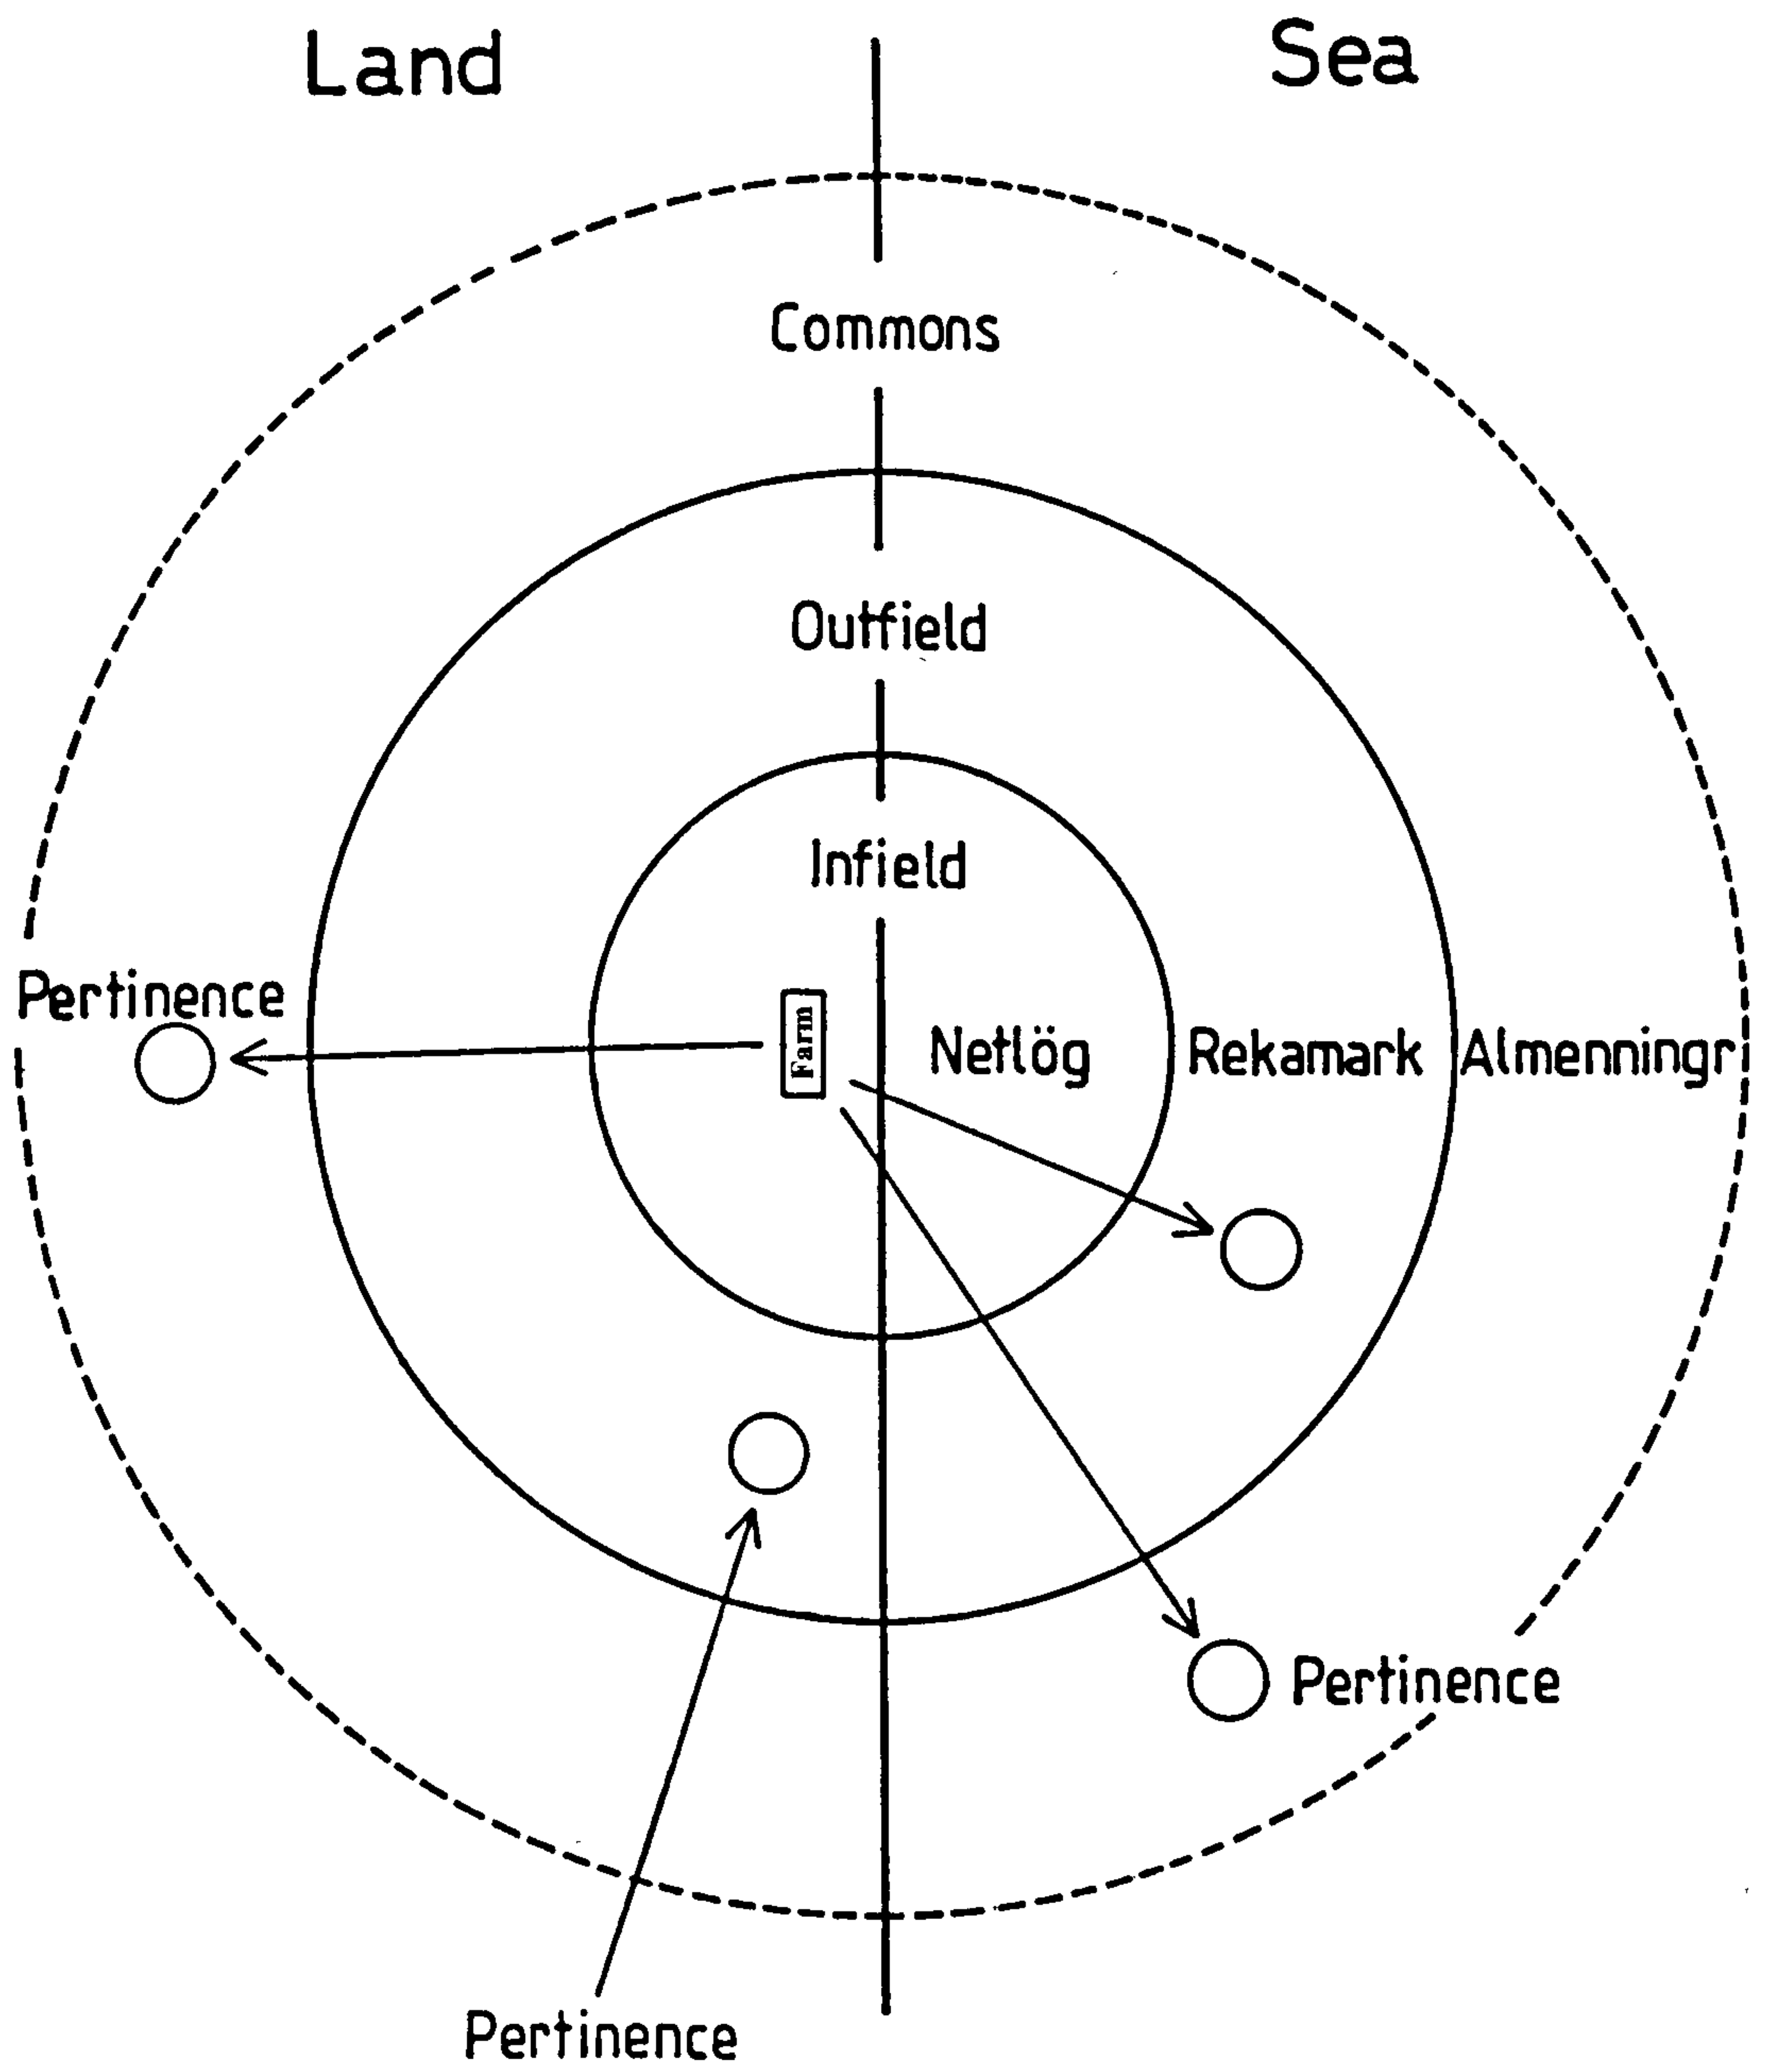 Land
Sea
Commons
Outfield
Infield
Pertinence
Farm
Netlög
Rekamark
Almenningr
Pertinence
Pertinence